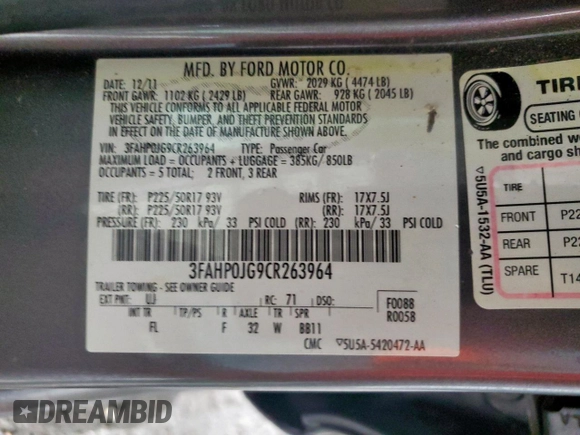 MFD. BY FORD MOTOR CO.
DATE: 12/11 GVWR: 2029 KG ( 4474 LB)
FRONT GAWR: 1102 KG ( 2429 LB) REAR GAWR: 928 KG ( 2045 LB)
THIS VEHICLE CONFORMS TO ALL APPLICABLE FEDERAL MOTOR
VEHICLE SAFETY, BUMPER, AND THEFT PREVENTION STANDARDS
IN EFFECT ON THE DATE OF MANUFACTURE SHOWN ABOVE.
VIN: 3FAHP0JG9CR263964 TYPE: Passenger Car
MAXIMUM LOAD = OCCUPANTS + LUGGAGE = 385KG/850LB
OCCUPANTS = 5 TOTAL: 2 FRONT, 3 REAR
TIRE (FR): P225/50R17 93V RIMS (FR): 17X7.5J
(RR): P225/50R17 93V (RR): 17X7.5J
PRESSURE (FR): 230 kPa/ 33 PSI COLD (RR): 230 kPa/ 33 PSI COLD
3FAHP0JG9CR263964
TRAILER TOWING - SEE OWNER GUIDE
EXT PNT: UJ RC: 71 DSO: F0088
R0058
INT TR TP/PS R AXLE TR SPR
FL F 32 W BB11
CMC ▽5U5A-5420472-AA
TIRE
SEATING
The combined
and cargo
TIRE
FRONT P22
REAR P2
SPARE T14
▽5U5A-1532-AA (TLU)
DREAMBID